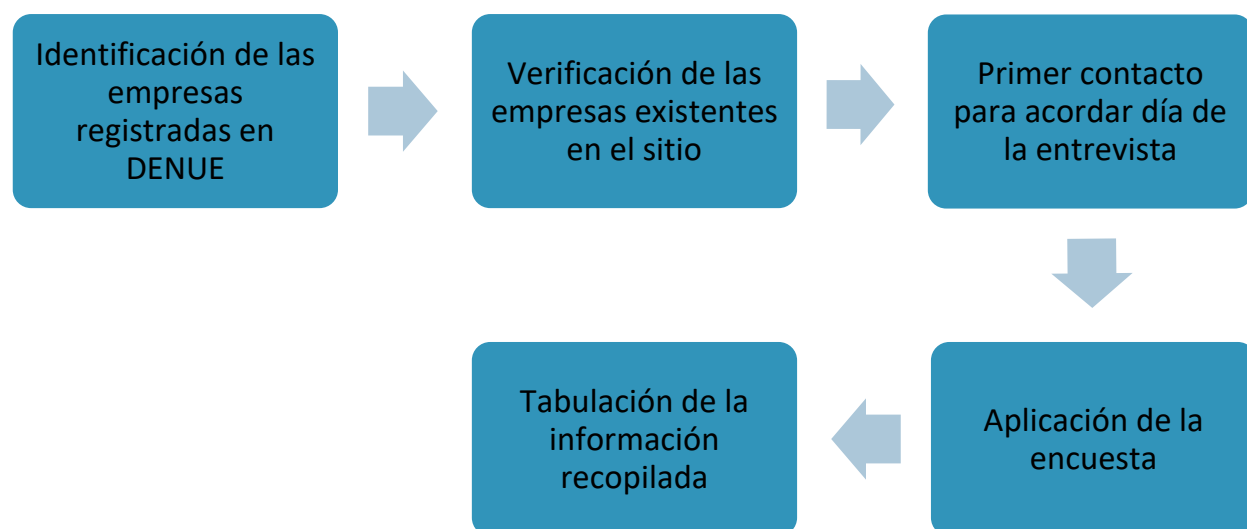 Identificación de las
empresas
registradas en
DENUE
Verificación de las
empresas existentes
en el sitio
Primer contacto
para acordar día de
la entrevista
Aplicación de la
encuesta
Tabulación de la
información
recopilada